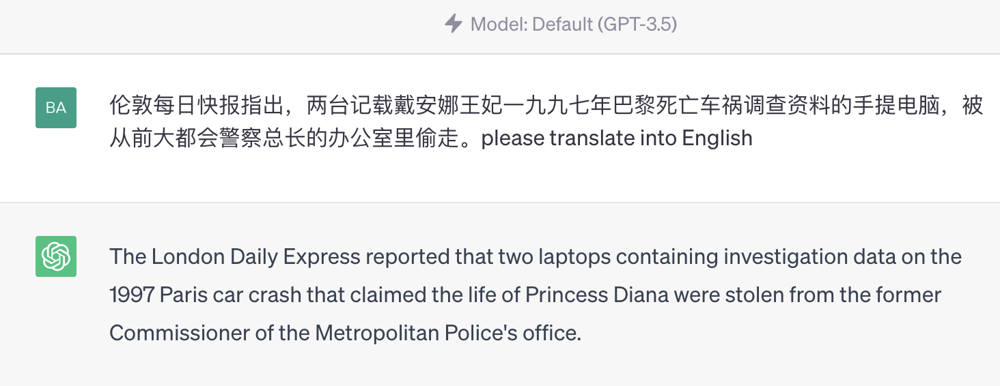 Model: Default (GPT-3.5)
BA
伦敦每日快报指出，两台记载戴安娜王妃一九九七年巴黎死亡车祸调查资料的手提电脑，被
从前大都会警察总长的办公室里偷走。please translate into English
The London Daily Express reported that two laptops containing investigation data on the
1997 Paris car crash that claimed the life of Princess Diana were stolen from the former
Commissioner of the Metropolitan Police's office.